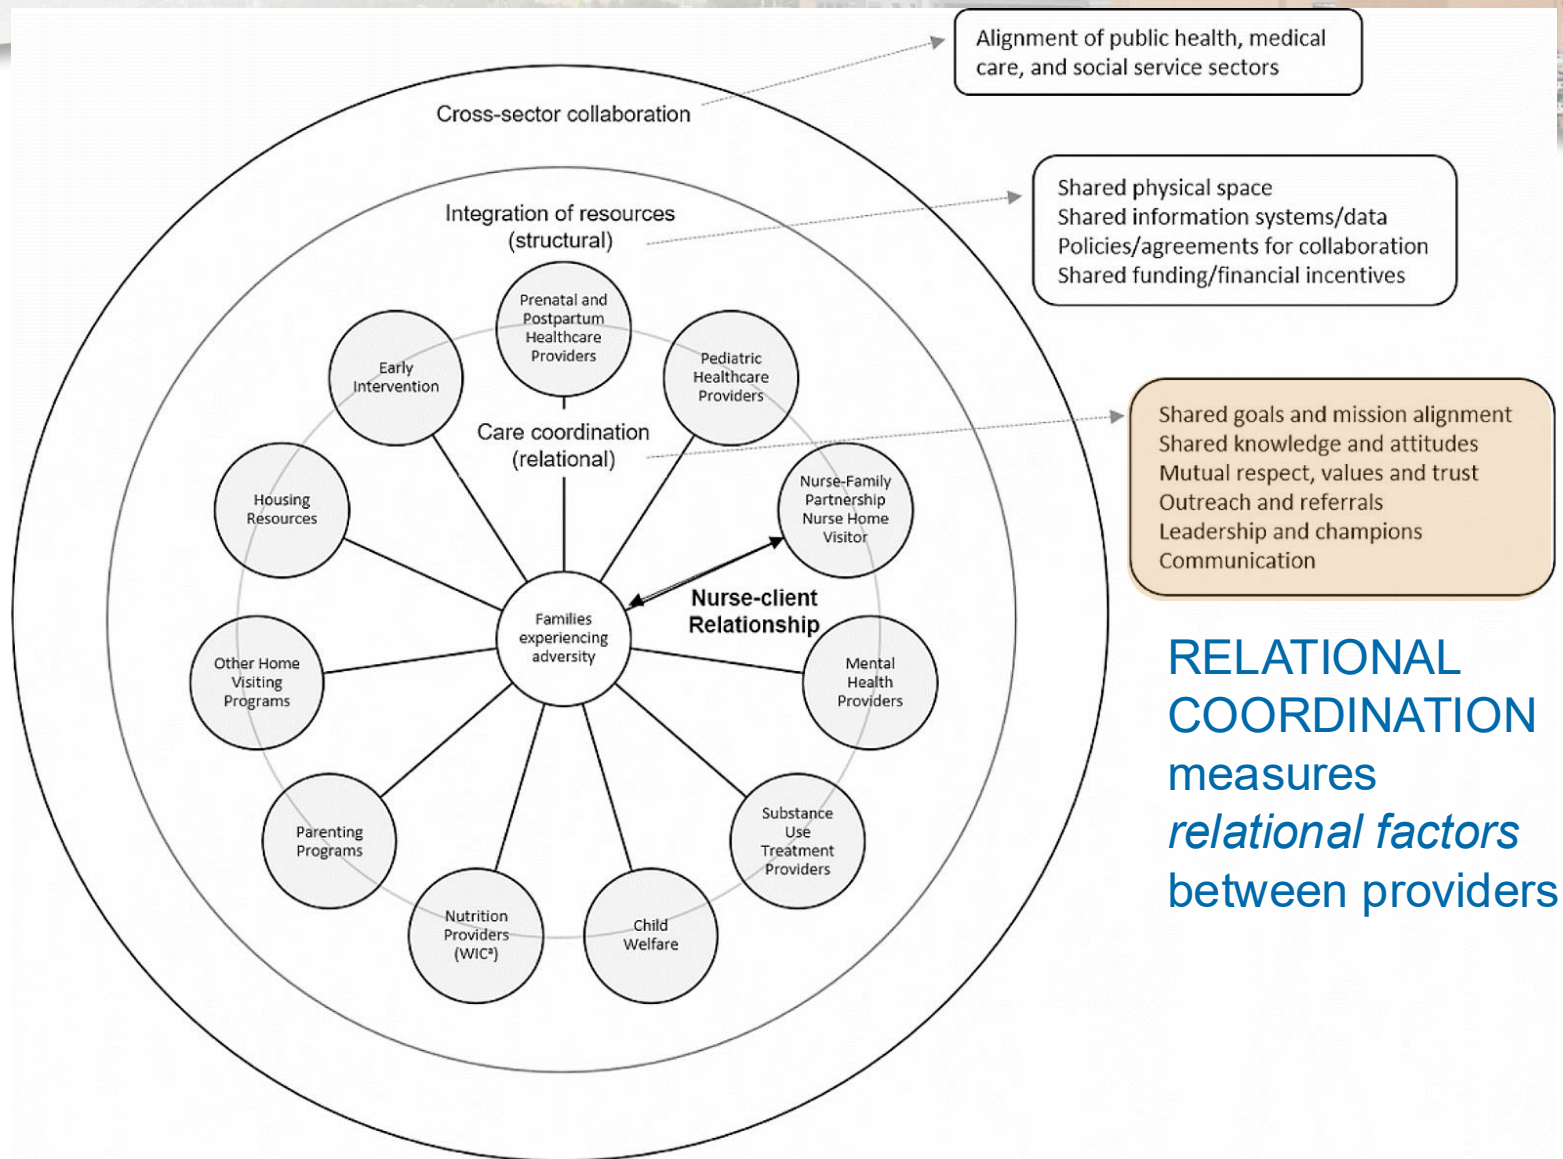 Alignment of public health, medical
care, and social service sectors
Cross-sector collaboration
Shared physical space
Shared information systems/data
Policies/agreements for collaboration
Shared funding/financial incentives
Integration of resources
(structural)
Prenatal and
Postpartum
Healthcare
Providers
Early
Intervention
Pediatric
Healthcare
Providers
Care coordination
(relational)
Shared goals and mission alignment
Shared knowledge and attitudes
Mutual respect, values and trust
Outreach and referrals
Leadership and champions
Communication
Housing
Resources
Nurse-Family
Partnership
Nurse Home
Visitor
Nurse-client
Relationship
Families
experiencing
adversity
Other Home
Visiting
Programs
Mental
Health
Providers
Parenting
Programs
Substance
Use
Treatment
Providers
Nutrition
Providers
(WICª)
Child
Welfare
RELATIONAL
COORDINATION
measures
relational factors
between providers